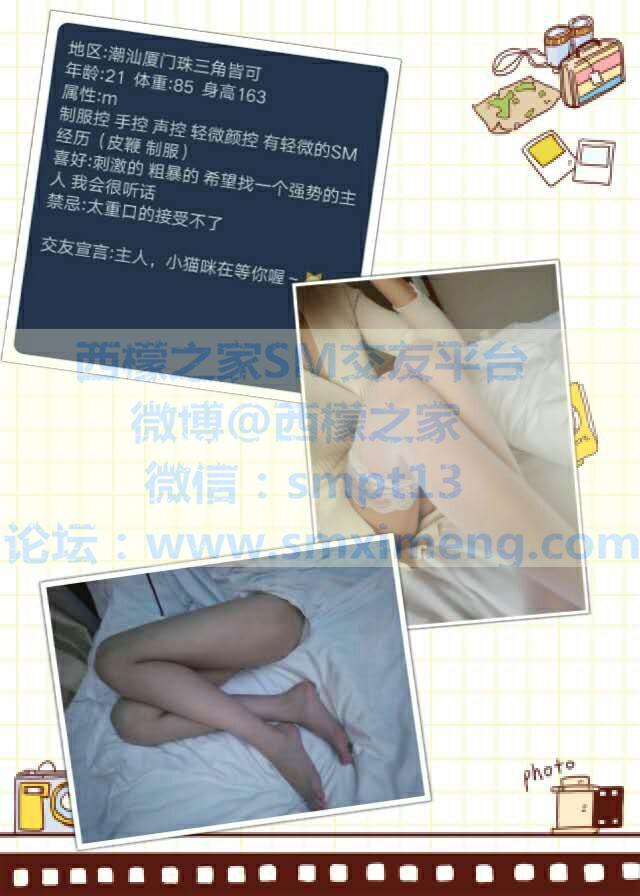 地区:潮汕厦门珠三角皆可
年龄:21 体重:85 身高163
属性:m
制服控 手控 声控 轻微颜控 有轻微的SM
经历（皮鞭 制服）
喜好:刺激的 粗暴的 希望找一个强势的主
人 我会很听话
禁忌:太重口的接受不了
交友宣言:主人，小猫咪在等你喔~
西檬之家SM交友平台
微博@西檬之家
微信：smpt13
论坛：www.smximeng.com
photo